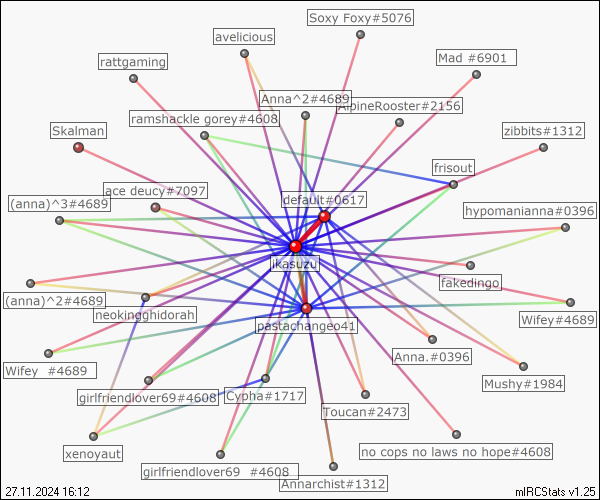 Soxy Foxy#5076
avelicious
Mad #6901
rattgaming
Anna^2#4689
AlpineRooster#2156
ramshackle gorey#4608
Skalman
zibbits#1312
frisout
ace deucy#7097
default#0617
(anna)^3#4689
hypomanianna#0396
ikasuzu
fakedingo
(anna)^2#4689
neokingghidorah
Wifey#4689
pastachangeo41
Anna.#0396
Wifey #4689
Mushy#1984
girlfriendlover69#4608
Cypha#1717
Toucan#2473
xenoyaut
no cops no laws no hope#4608
girlfriendlover69 #4608
Annarchist#1312
27.11.2024 16:12
mIRCStats v1.25